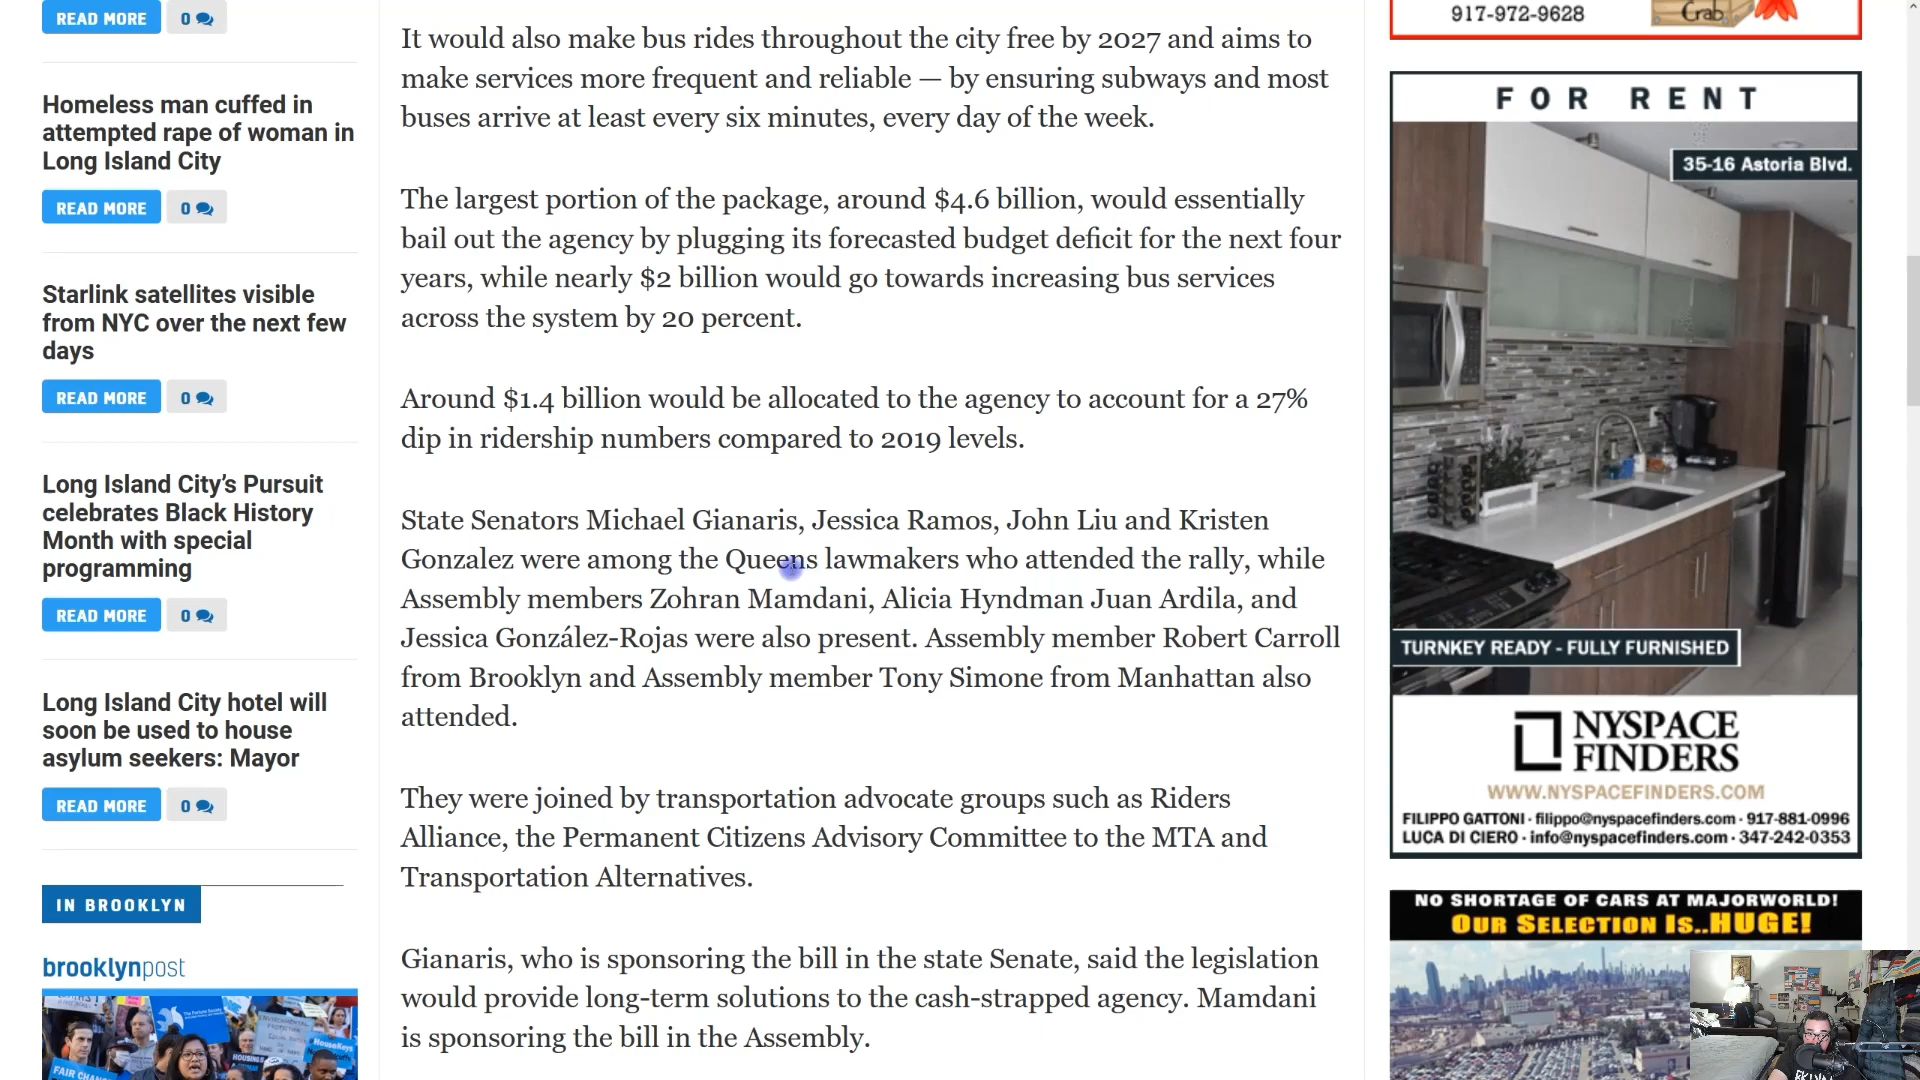 READ MORE
0
Homeless man cuffed in
attempted rape of woman in
Long Island City
READ MORE
0
Starlink satellites visible
from NYC over the next few
days
READ MORE
0
Long Island City's Pursuit
celebrates Black History
Month with special
programming
READ MORE
0
Long Island City hotel will
soon be used to house
asylum seekers: Mayor
READ MORE
0
IN BROOKLYN
brooklynpost
FAIR CHANC
HOUSING
HouseKeys
It would also make bus rides throughout the city free by 2027 and aims to
make services more frequent and reliable — by ensuring subways and most
buses arrive at least every six minutes, every day of the week.
The largest portion of the package, around $4.6 billion, would essentially
bail out the agency by plugging its forecasted budget deficit for the next four
years, while nearly $2 billion would go towards increasing bus services
across the system by 20 percent.
Around $1.4 billion would be allocated to the agency to account for a 27%
dip in ridership numbers compared to 2019 levels.
State Senators Michael Gianaris, Jessica Ramos, John Liu and Kristen
Gonzalez were among the Queens lawmakers who attended the rally, while
Assembly members Zohran Mamdani, Alicia Hyndman Juan Ardila, and
Jessica González-Rojas were also present. Assembly member Robert Carroll
from Brooklyn and Assembly member Tony Simone from Manhattan also
attended.
They were joined by transportation advocate groups such as Riders
Alliance, the Permanent Citizens Advisory Committee to the MTA and
Transportation Alternatives.
Gianaris, who is sponsoring the bill in the state Senate, said the legislation
would provide long-term solutions to the cash-strapped agency. Mamdani
is sponsoring the bill in the Assembly.
917-972-9628
Crab
FOR RENT
35-16 Astoria Blvd.
TURNKEY READY - FULLY FURNISHED
NYSPACE
FINDERS
WWW.NYSPACEFINDERS.COM
FILIPPO GATTONI · filippo@nyspacefinders.com · 917-881-0996
LUCA DI CIERO · info@nyspacefinders.com · 347-242-0353
NO SHORTAGE OF CARS AT MAJORWORLD!
OUR SELECTION IS..HUGE!